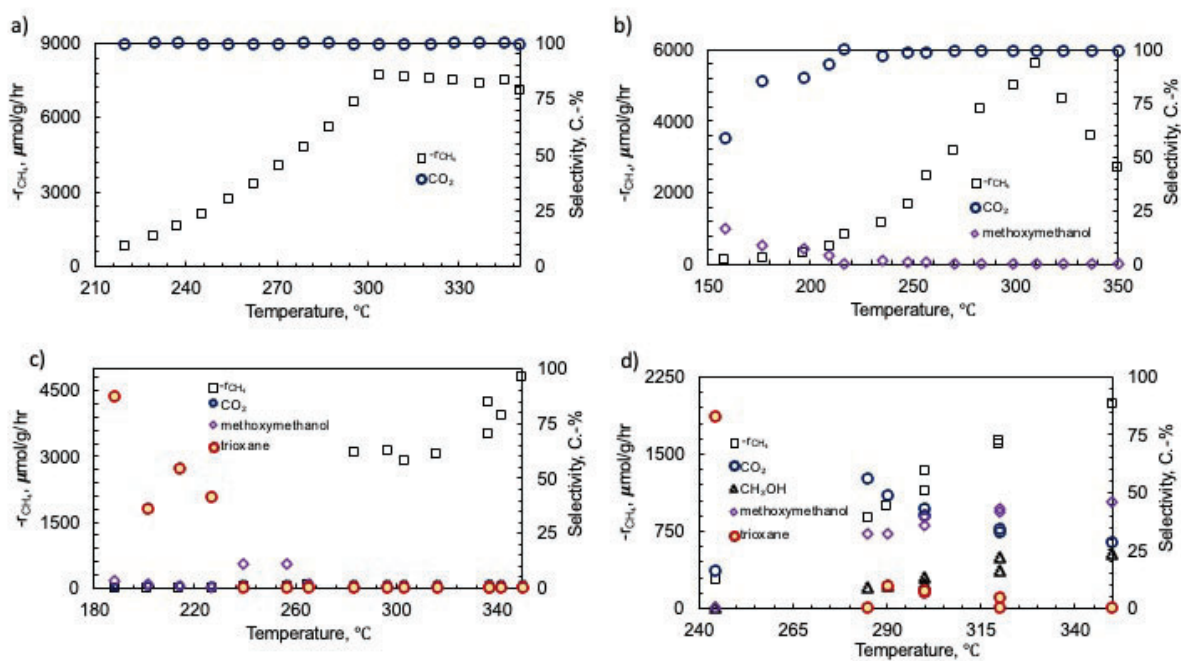 a)
9000
6000
3000
0
-rCH₄, µmol/g/hr
100
75
50
25
0
Selectivity, C.-%
-rCH₄
CO₂
210 240 270 300 330
Temperature, ℃
b)
6000
4000
2000
0
-rCH₄, µmol/g/hr
100
75
50
25
0
Selectivity, C.-%
-rCH₄
CO₂
methoxymethanol
150 200 250 300 350
Temperature, ℃
c)
4500
3000
1500
0
-rCH₄, µmol/g/hr
100
75
50
25
0
Selectivity, C.-%
-rCH₄
CO₂
methoxymethanol
trioxane
180 220 260 300 340
Temperature, ℃
d)
2250
1500
750
0
-rCH₄, µmol/g/hr
100
75
50
25
0
Selectivity, C.-%
-rCH₄
CO₂
CH₃OH
methoxymethanol
trioxane
240 265 290 315 340
Temperature, ℃